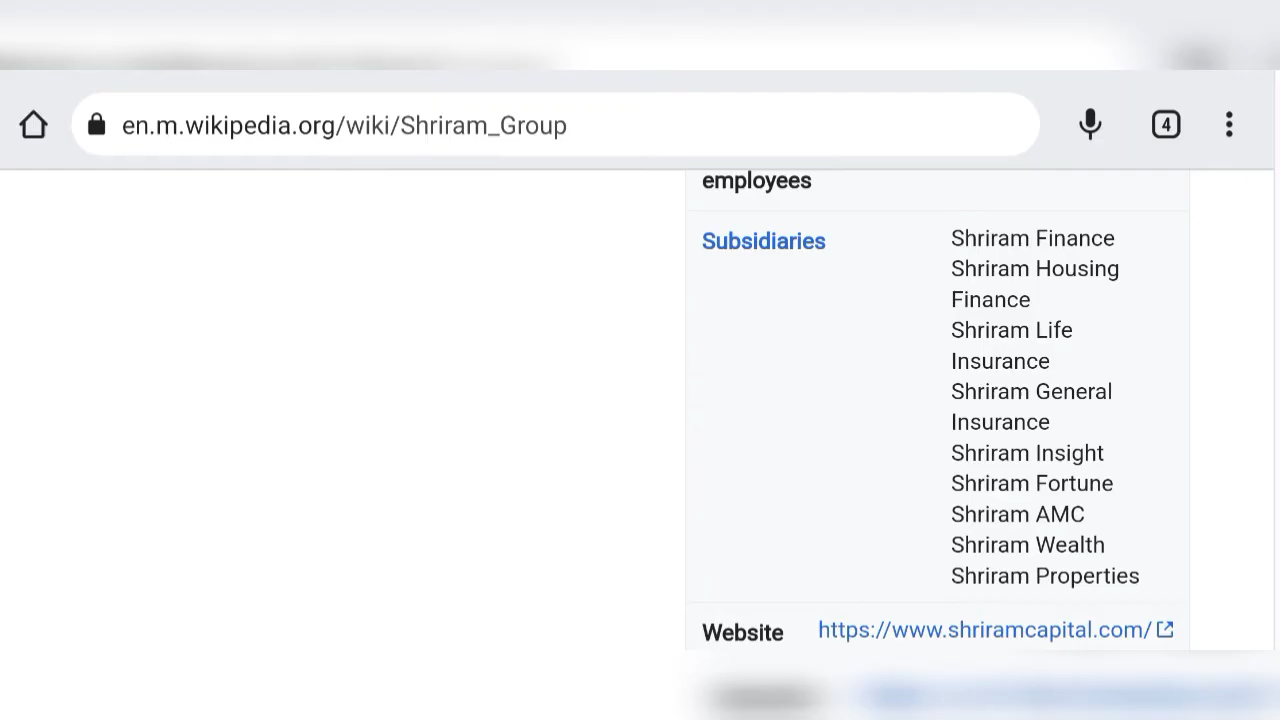 en.m.wikipedia.org/wiki/Shriram_Group
4
employees
Subsidiaries
Shriram Finance
Shriram Housing
Finance
Shriram Life
Insurance
Shriram General
Insurance
Shriram Insight
Shriram Fortune
Shriram AMC
Shriram Wealth
Shriram Properties
Website
https://www.shriramcapital.com/